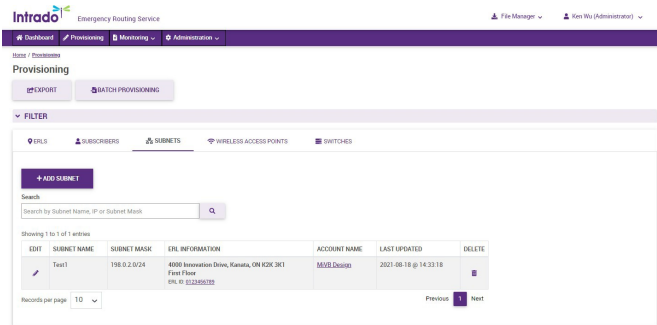 Intrado
Emergency Routing Service
File Manager
Ken Wu (Administrator)
Dashboard Provisioning Monitoring Administration
Home / Provisioning
Provisioning
EXPORT BATCH PROVISIONING
FILTER
ERLS SUBSCRIBERS SUBNETS WIRELESS ACCESS POINTS SWITCHES
+ ADD SUBNET
Search
Search by Subnet Name, IP or Subnet Mask
Showing 1 to 1 of 1 entries
EDIT SUBNET NAME SUBNET MASK ERL INFORMATION ACCOUNT NAME LAST UPDATED DELETE
Test1 198.0.2.0/24 4000 Innovation Drive, Kanata, ON K2K 3K1 MiVB Design 2021-08-18 @ 14:33:18
First Floor
ERL ID: 0123456789
Records per page 10 Previous 1 Next